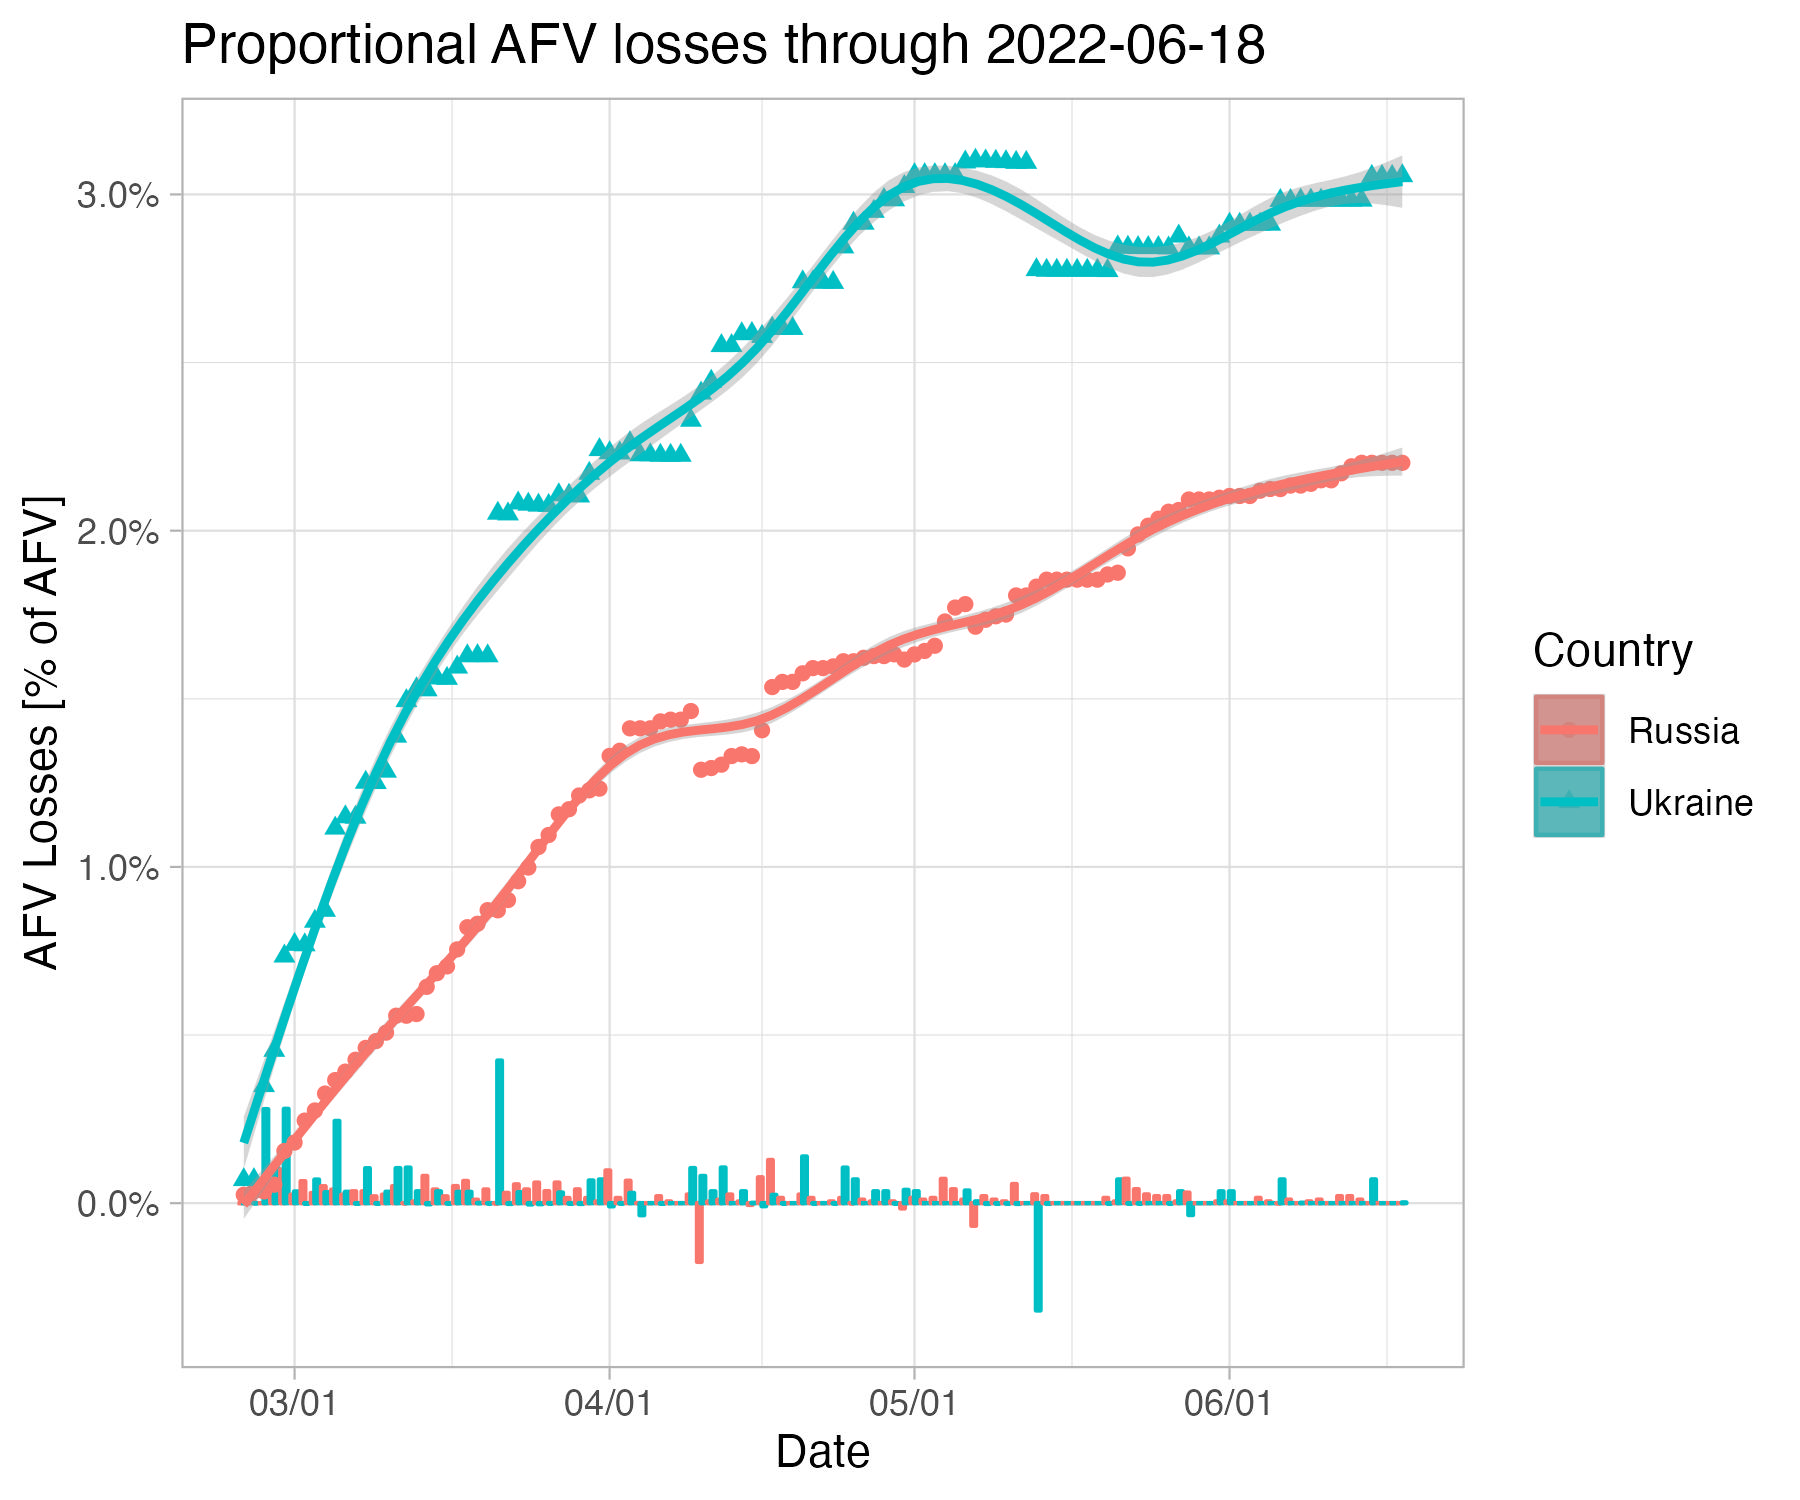 Proportional AFV losses through 2022-06-18
AFV Losses [% of AFV]
3.0%
2.0%
1.0%
0.0%
03/01
04/01
05/01
06/01
Date
Country
Russia
Ukraine